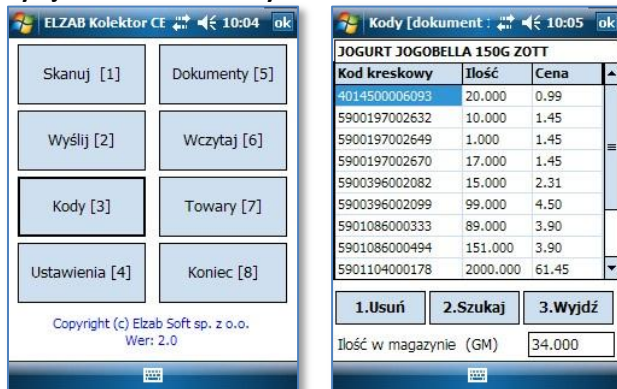 ELZAB Kolektor CE 10:04 ok
Skanuj [1] Dokumenty [5]
Wyślij [2] Wczytaj [6]
Kody [3] Towary [7]
Ustawienia [4] Koniec [8]
Copyright (c) Elzab Soft sp. z o.o.
Wer: 2.0
Kody [dokument : 10:05 ok
JOGURT JOGOBELLA 150G ZOTT
Kod kreskowy Ilość Cena
4014500006093 20.000 0.99
5900197002632 10.000 1.45
5900197002649 1.000 1.45
5900197002670 17.000 1.45
5900396002082 15.000 2.31
5900396002099 99.000 4.50
5901086000333 89.000 3.90
5901086000494 151.000 3.90
5901104000178 2000.000 61.45
1.Usuń 2.Szukaj 3.Wyjdź
Ilość w magazynie (GM) 34.000